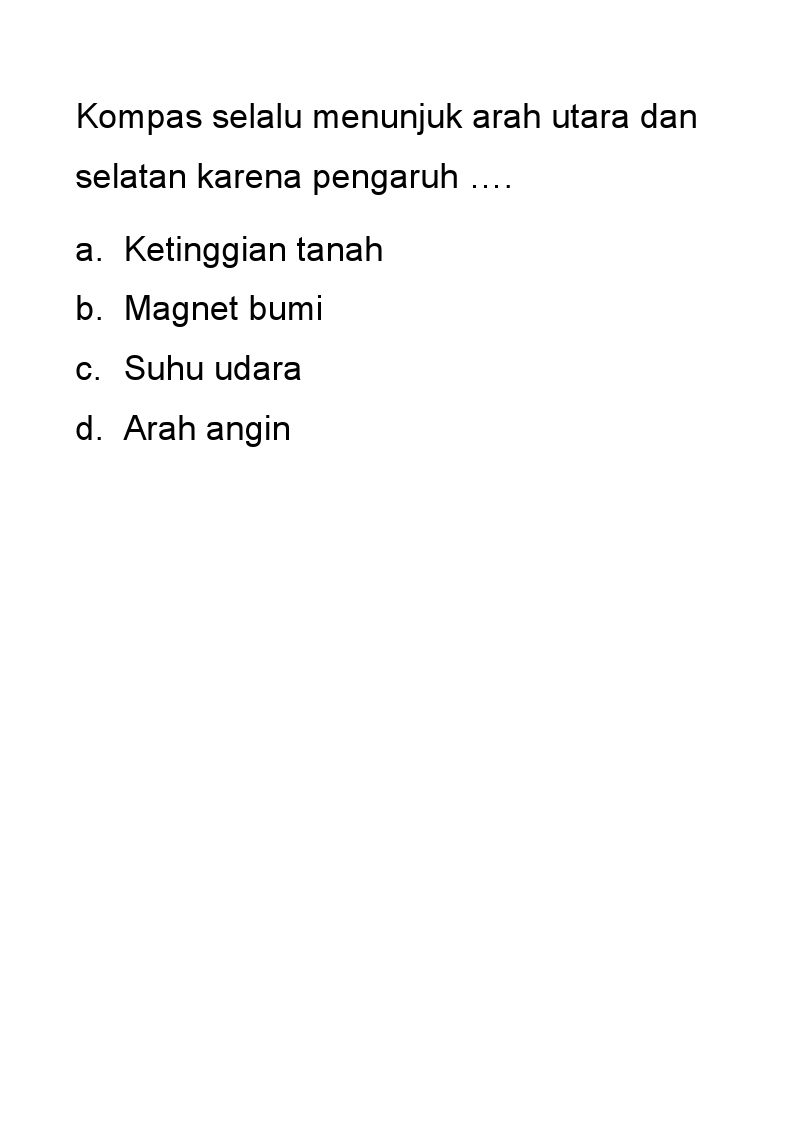 Kompas selalu menunjuk arah utara dan
selatan karena pengaruh ….
a. Ketinggian tanah
b. Magnet bumi
c. Suhu udara
d. Arah angin